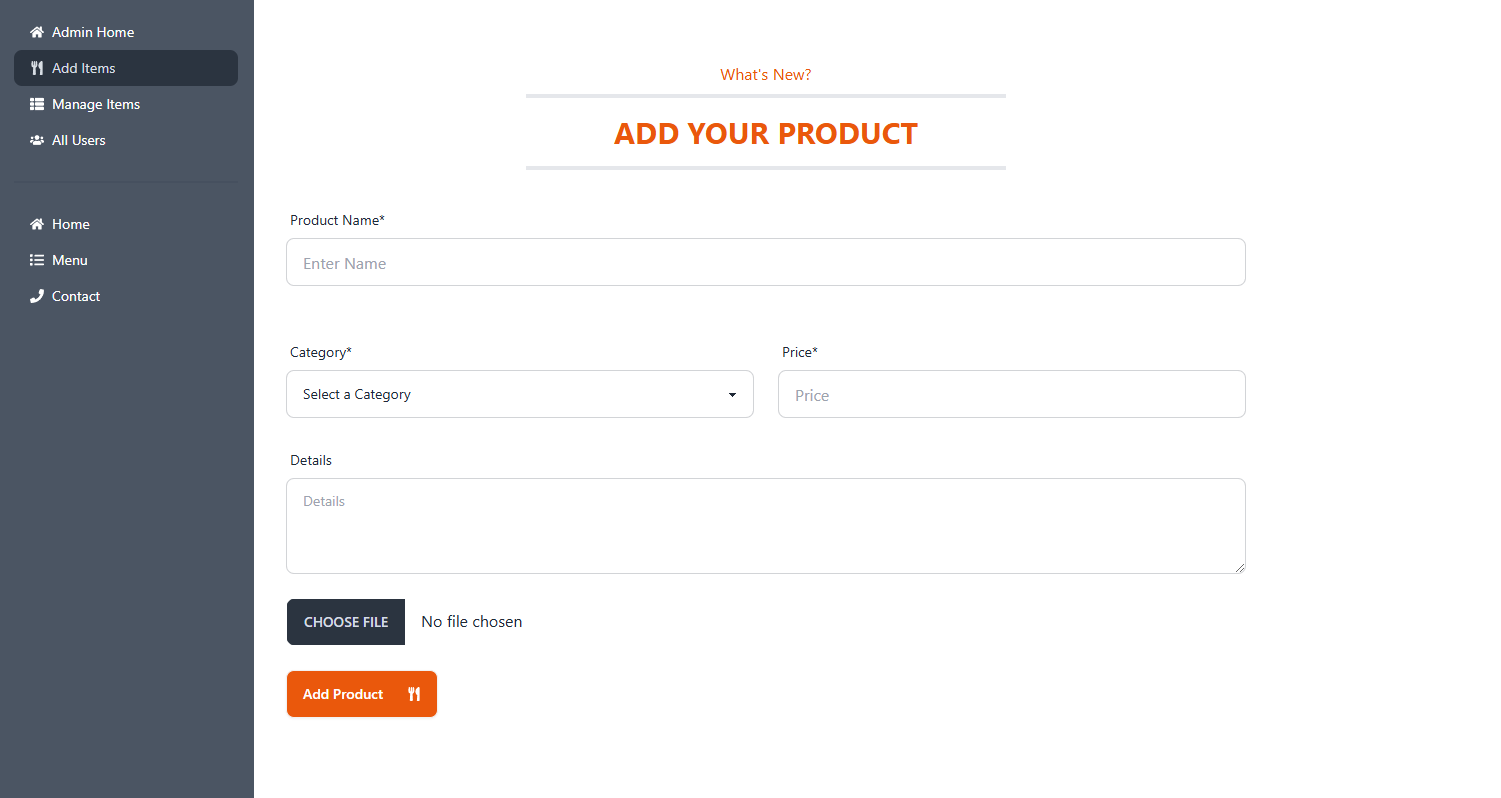 Admin Home
Add Items
Manage Items
All Users
Home
Menu
Contact
What's New?
ADD YOUR PRODUCT
Product Name*
Enter Name
Category*
Price*
Select a Category
Price
Details
Details
CHOOSE FILE No file chosen
Add Product